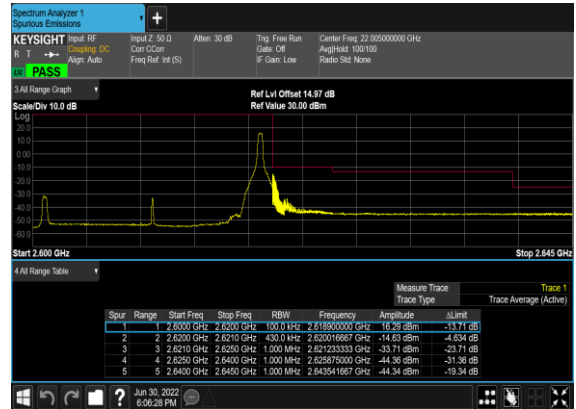 Spectrum Analyzer 1
Spurious Emissions
+
KEYSIGHT Input: RF Input Z: 50 Ω Atten: 30 dB Trig: Free Run Center Freq: 22.005000000 GHz
R T Coupling: DC Corr CCorr Gate: Off Avg|Hold: 100/100
Align: Auto Freq Ref: Int (S) IF Gain: Low Radio Std: None
LW PASS
3 All Range Graph
Ref Lvl Offset 14.97 dB
Scale/Div 10.0 dB Ref Value 30.00 dBm
Log
20.0
10.0
0.00
-10.0
-20.0
-30.0
-40.0
-50.0
-60.0
Start 2.600 GHz Stop 2.645 GHz
4 All Range Table
Measure Trace Trace 1
Trace Type Trace Average (Active)
Spur Range Start Freq Stop Freq RBW Frequency Amplitude ΔLimit
1 1 2.6000 GHz 2.6200 GHz 100.0 kHz 2.618900000 GHz 16.29 dBm -13.71 dB
2 2 2.6200 GHz 2.6210 GHz 430.0 kHz 2.620016667 GHz -14.63 dBm -4.634 dB
3 3 2.6210 GHz 2.6250 GHz 1.000 MHz 2.621233333 GHz -33.71 dBm -23.71 dB
4 4 2.6250 GHz 2.6400 GHz 1.000 MHz 2.625875000 GHz -44.36 dBm -31.36 dB
5 5 2.6400 GHz 2.6450 GHz 1.000 MHz 2.643541667 GHz -44.34 dBm -19.34 dB
? Jun 30, 2022
6:06:28 PM